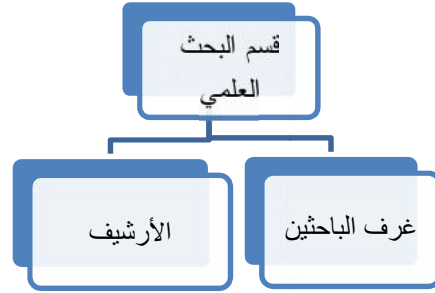 قسم البحث
العلمي
غرف الباحثين
الأرشيف